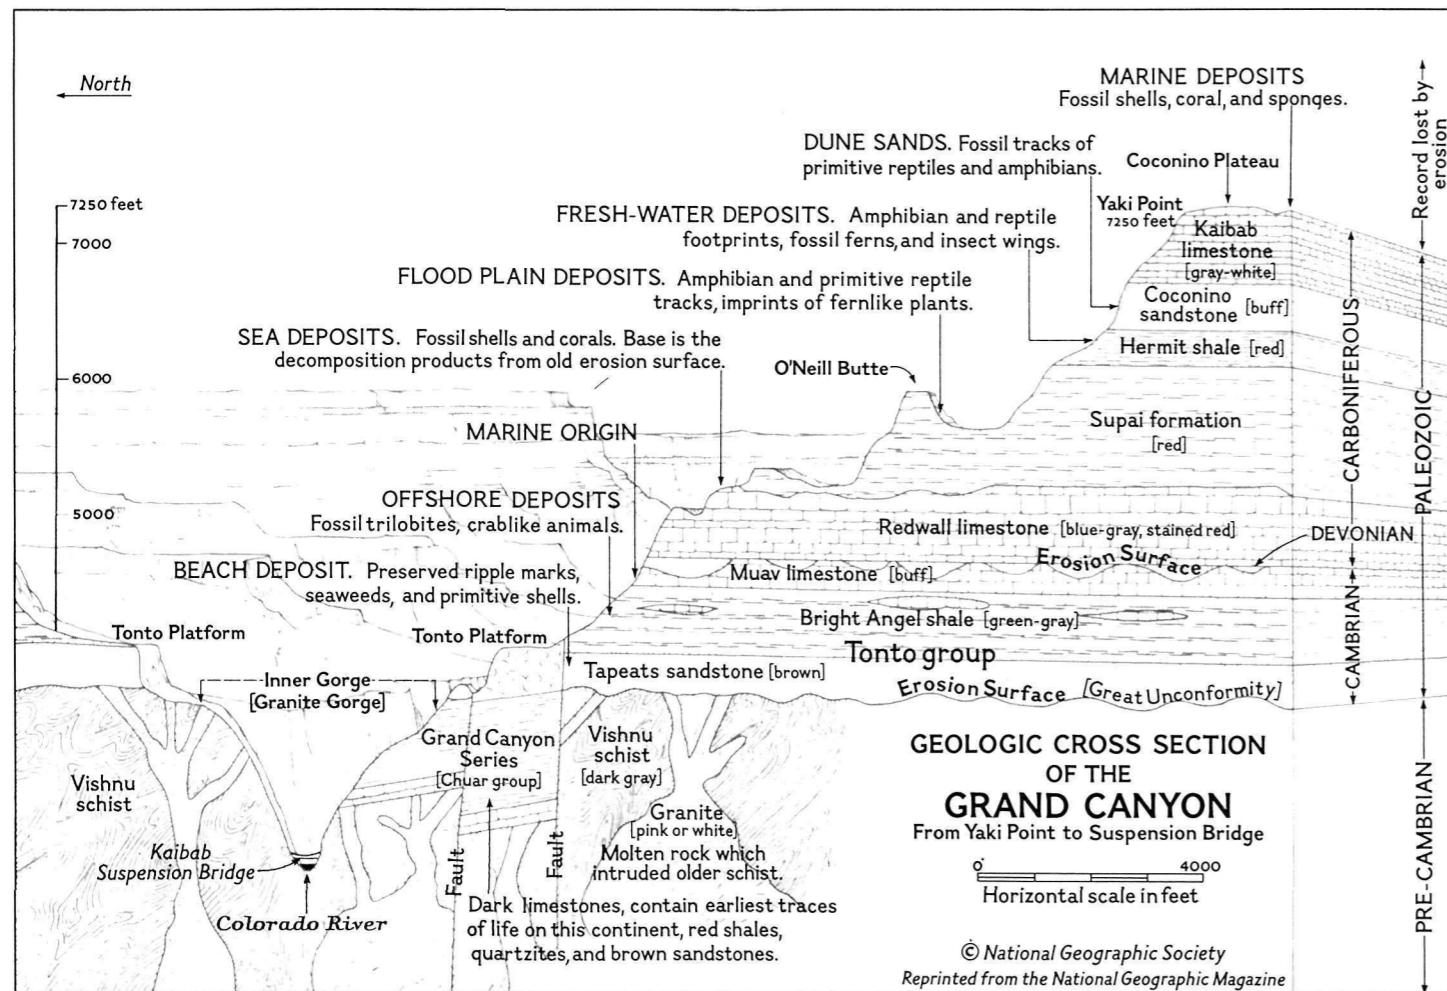 North
7250 feet
7000
6000
5000
MARINE DEPOSITS
Fossil shells, coral, and sponges.
DUNE SANDS. Fossil tracks of
primitive reptiles and amphibians.
Coconino Plateau
Yaki Point
7250 feet
FRESH-WATER DEPOSITS. Amphibian and reptile
footprints, fossil ferns, and insect wings.
FLOOD PLAIN DEPOSITS. Amphibian and primitive reptile
tracks, imprints of fernlike plants.
SEA DEPOSITS. Fossil shells and corals. Base is the
decomposition products from old erosion surface.
O'Neill Butte
MARINE ORIGIN
OFFSHORE DEPOSITS
Fossil trilobites, crablike animals.
BEACH DEPOSIT. Preserved ripple marks,
seaweeds, and primitive shells.
Kaibab
limestone
[gray-white]
Coconino
sandstone [buff]
Hermit shale [red]
Supai formation
[red]
Redwall limestone [blue-gray, stained red]
Erosion Surface
DEVONIAN
Muav limestone [buff]
Bright Angel shale [green-gray]
Tonto group
Tapeats sandstone [brown]
Erosion Surface [Great Unconformity]
Record lost by
erosion
CARBONIFEROUS
PALEOZOIC
CAMBRIAN
PRE-CAMBRIAN
Tonto Platform
Tonto Platform
Inner Gorge
[Granite Gorge]
Vishnu
schist
Grand Canyon
Series
[Chuar group]
Vishnu
schist
[dark gray]
Granite
[pink or white]
Molten rock which
intruded older schist.
Kaibab
Suspension Bridge
Colorado River
Fault
Fault
Dark limestones, contain earliest traces
of life on this continent, red shales,
quartzites, and brown sandstones.
GEOLOGIC CROSS SECTION
OF THE
GRAND CANYON
From Yaki Point to Suspension Bridge
0 4000
Horizontal scale in feet
© National Geographic Society
Reprinted from the National Geographic Magazine